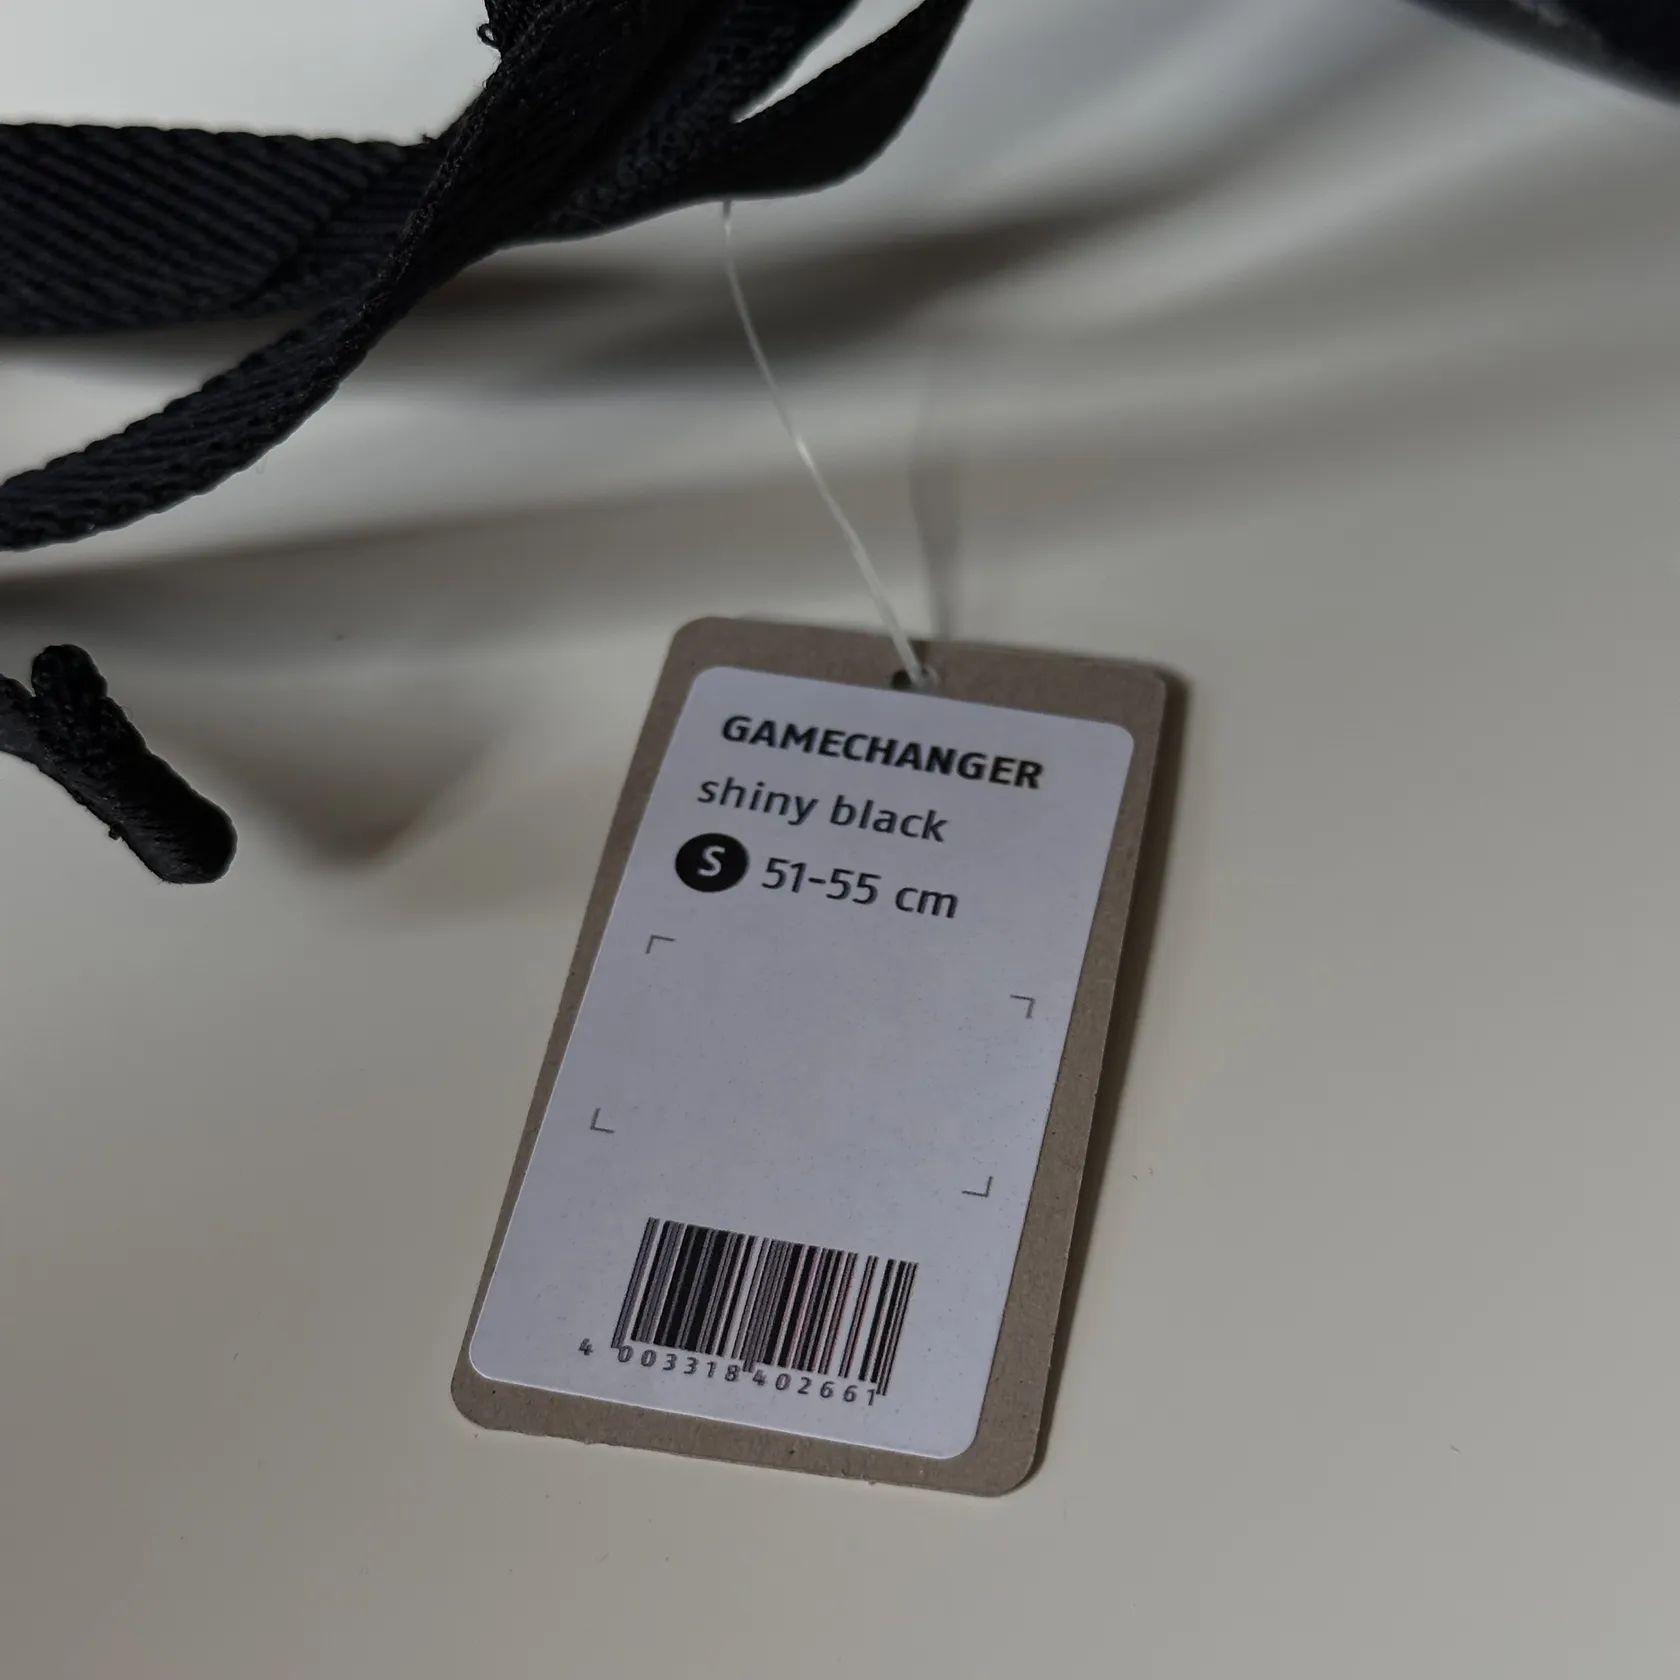 GAMECHANGER
shiny black
S 51-55 cm
4 003318 402661